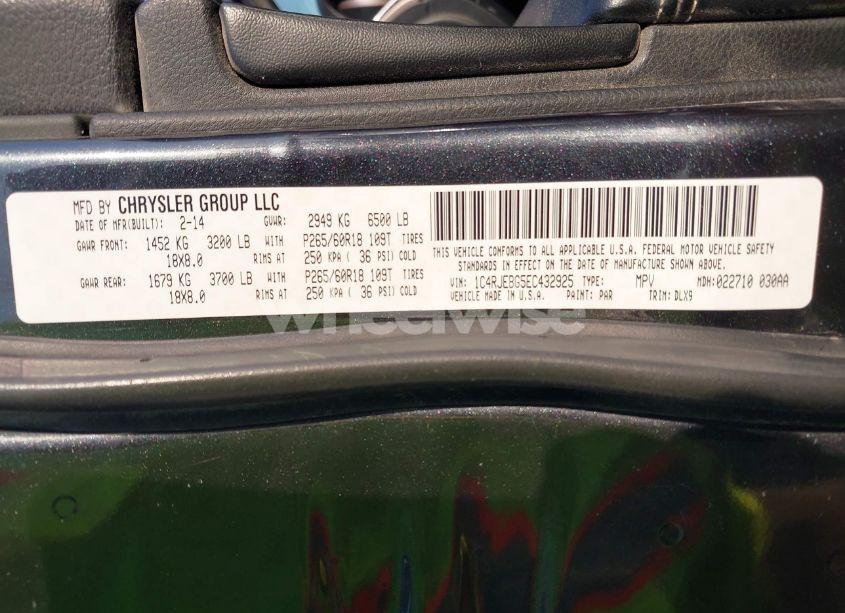 MFD BY CHRYSLER GROUP LLC
DATE OF MFR(BUILT): 2-14 GVWR: 2949 KG 6500 LB
GAWR FRONT: 1452 KG 3200 LB WITH P265/60R18 109T TIRES
18X8.0 RIMS AT 250 KPA ( 36 PSI) COLD
GAWR REAR: 1679 KG 3700 LB WITH P265/60R18 109T TIRES
18X8.0 RIMS AT 250 KPA ( 36 PSI) COLD
THIS VEHICLE CONFORMS TO ALL APPLICABLE U.S.A. FEDERAL MOTOR VEHICLE SAFETY
STANDARDS IN EFFECT ON THE DATE OF MANUFACTURE SHOWN ABOVE.
VIN: 1C4RJEBG5EC432925 TYPE: MPV MDH:022710 030AA
VEHICLE MADE IN U.S.A. PAINT: PAR TRIM: DLX9
wheelwise